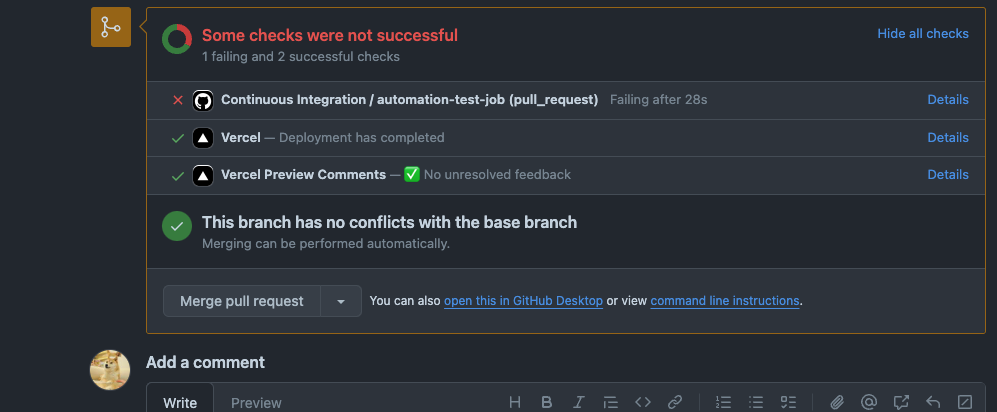 Some checks were not successful
Hide all checks
1 failing and 2 successful checks
Continuous Integration / automation-test-job (pull_request) Failing after 28s Details
Vercel — Deployment has completed Details
Vercel Preview Comments — ✅ No unresolved feedback Details
This branch has no conflicts with the base branch
Merging can be performed automatically.
Merge pull request You can also open this in GitHub Desktop or view command line instructions.
Add a comment
Write Preview H B I